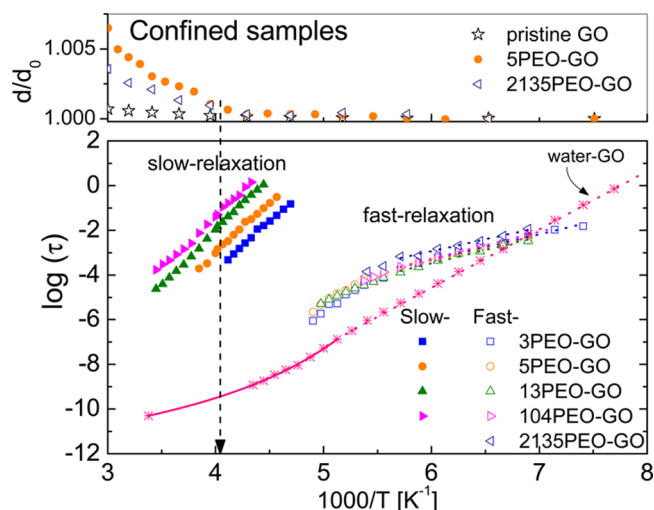 Confined samples
pristine GO
5PEO-GO
2135PEO-GO
d/d0
1.005
1.000
2
0
-2
-4
-6
-8
-10
-12
log (τ)
slow-relaxation
fast-relaxation
water-GO
Slow- Fast-
3PEO-GO
5PEO-GO
13PEO-GO
104PEO-GO
2135PEO-GO
3 4 5 6 7 8
1000/T [K-1]